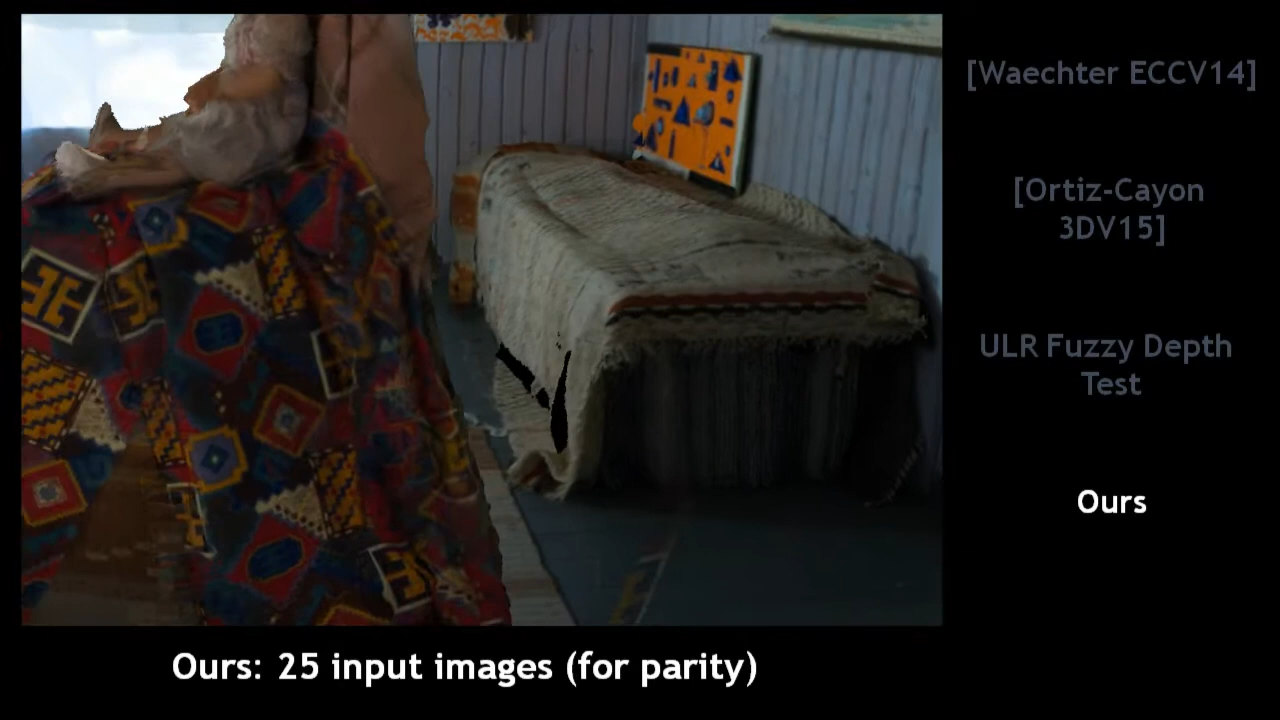 [Waechter ECCV14]
[Ortiz-Cayon
3DV15]
ULR Fuzzy Depth
Test
Ours
Ours: 25 input images (for parity)